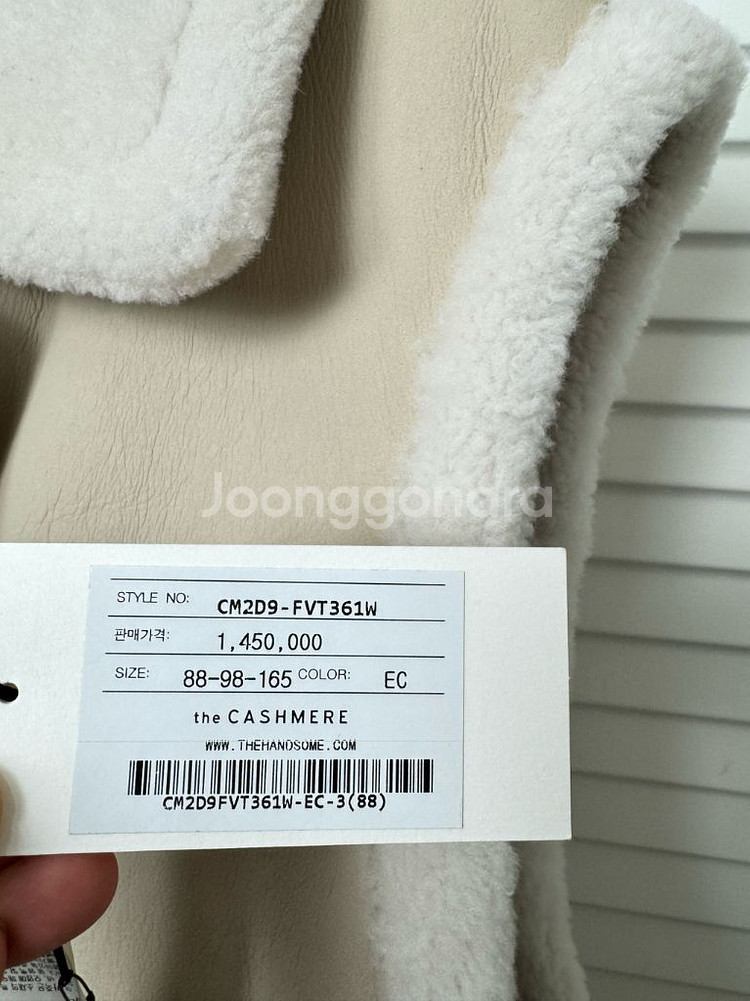 Joonggonara
STYLE NO: CM2D9-FVT361W
판매가격: 1,450,000
SIZE: 88-98-165 COLOR: EC
the CASHMERE
WWW.THEHANDSOME.COM
CM2D9FVT361W-EC-3(88)